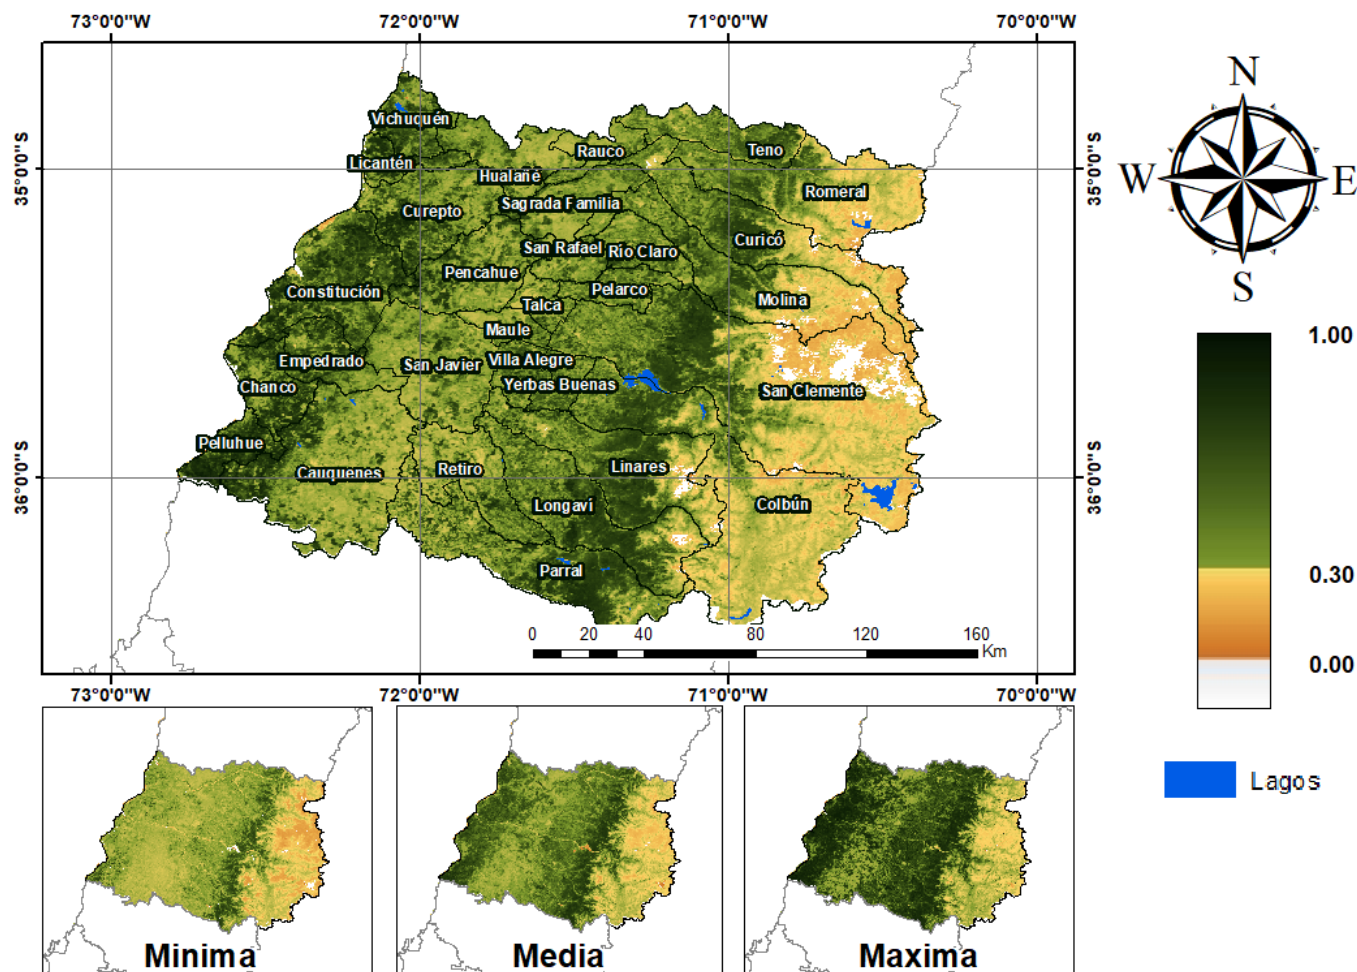 73°0'0"W 72°0'0"W 71°0'0"W 70°0'0"W
35°0'0"S
35°0'0"S
36°0'0"S
36°0'0"S
Vichuquén
Licantén
Rauco
Teno
Hualañé
Romeral
Sagrada Familia
Curepto
San Rafael
Río Claro
Curicó
Pencahue
Constitución
Pelarco
Molina
Talca
Maule
Empedrado
San Javier
Villa Alegre
Chanco
Yerbas Buenas
San Clemente
Pelluhue
Cauquenes
Retiro
Linares
Longaví
Colbún
Parral
0 20 40 80 120 160
Km
73°0'0"W 72°0'0"W 71°0'0"W 70°0'0"W
N
W E
S
1.00
0.30
0.00
Lagos
Minima Media Maxima